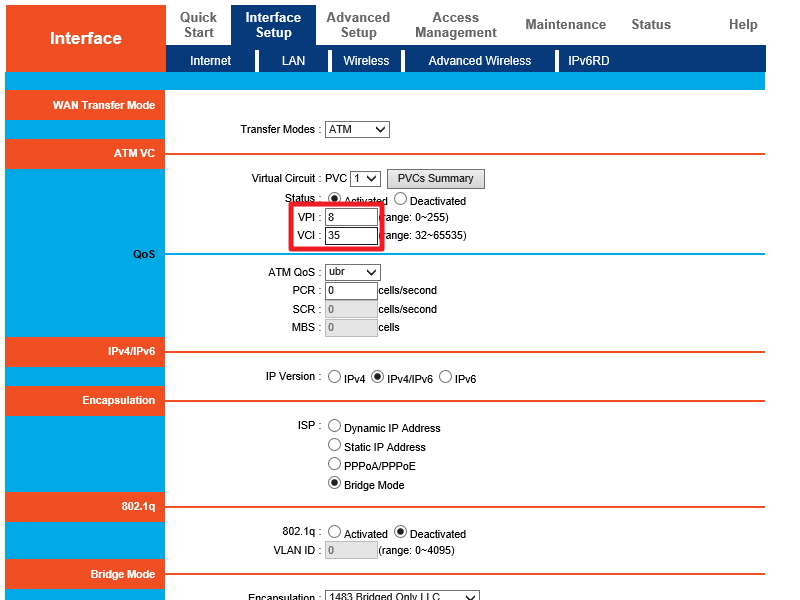 Interface
Quick Start
Interface Setup
Advanced Setup
Access Management
Maintenance
Status
Help
Internet
LAN
Wireless
Advanced Wireless
IPv6RD
WAN Transfer Mode
Transfer Modes : ATM
ATM VC
Virtual Circuit : PVC 1 PVCs Summary
Status : Activated Deactivated
VPI : 8 (range: 0~255)
VCI : 35 (range: 32~65535)
QoS
ATM QoS : ubr
PCR : 0 cells/second
SCR : 0 cells/second
MBS : 0 cells
IPv4/IPv6
IP Version : IPv4 IPv4/IPv6 IPv6
Encapsulation
ISP : Dynamic IP Address
Static IP Address
PPPoA/PPPoE
Bridge Mode
802.1q
802.1q : Activated Deactivated
VLAN ID : 0 (range: 0~4095)
Bridge Mode
Encapsulation : 1483 Bridged Only LLC